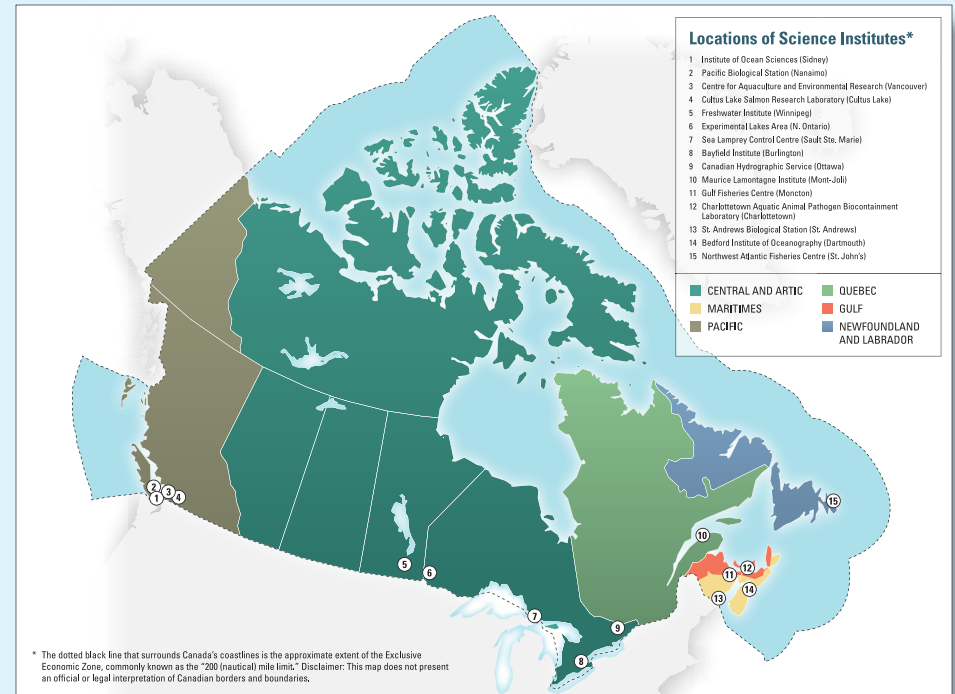 Locations of Science Institutes*
1 Institute of Ocean Sciences (Sidney)
2 Pacific Biological Station (Nanaimo)
3 Centre for Aquaculture and Environmental Research (Vancouver)
4 Cultus Lake Salmon Research Laboratory (Cultus Lake)
5 Freshwater Institute (Winnipeg)
6 Experimental Lakes Area (N. Ontario)
7 Sea Lamprey Control Centre (Sault Ste. Marie)
8 Bayfield Institute (Burlington)
9 Canadian Hydrographic Service (Ottawa)
10 Maurice Lamontagne Institute (Mont-Joli)
11 Gulf Fisheries Centre (Moncton)
12 Charlottetown Aquatic Animal Pathogen Biocontainment
Laboratory (Charlottetown)
13 St. Andrews Biological Station (St. Andrews)
14 Bedford Institute of Oceanography (Dartmouth)
15 Northwest Atlantic Fisheries Centre (St. John's)
CENTRAL AND ARTIC
MARITIMES
PACIFIC
QUEBEC
GULF
NEWFOUNDLAND
AND LABRADOR
2
3
1
4
15
10
5
6
11
12
14
13
7
9
8
* The dotted black line that surrounds Canada's coastlines is the approximate extent of the Exclusive
Economic Zone, commonly known as the "200 (nautical) mile limit." Disclaimer: This map does not present
an official or legal interpretation of Canadian borders and boundaries.